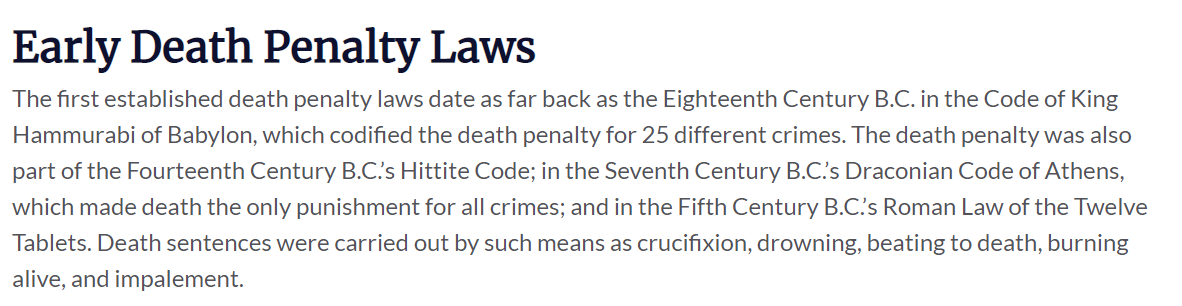 Early Death Penalty Laws
The first established death penalty laws date as far back as the Eighteenth Century B.C. in the Code of King
Hammurabi of Babylon, which codified the death penalty for 25 different crimes. The death penalty was also
part of the Fourteenth Century B.C.'s Hittite Code; in the Seventh Century B.C.'s Draconian Code of Athens,
which made death the only punishment for all crimes; and in the Fifth Century B.C.'s Roman Law of the Twelve
Tablets. Death sentences were carried out by such means as crucifixion, drowning, beating to death, burning
alive, and impalement.